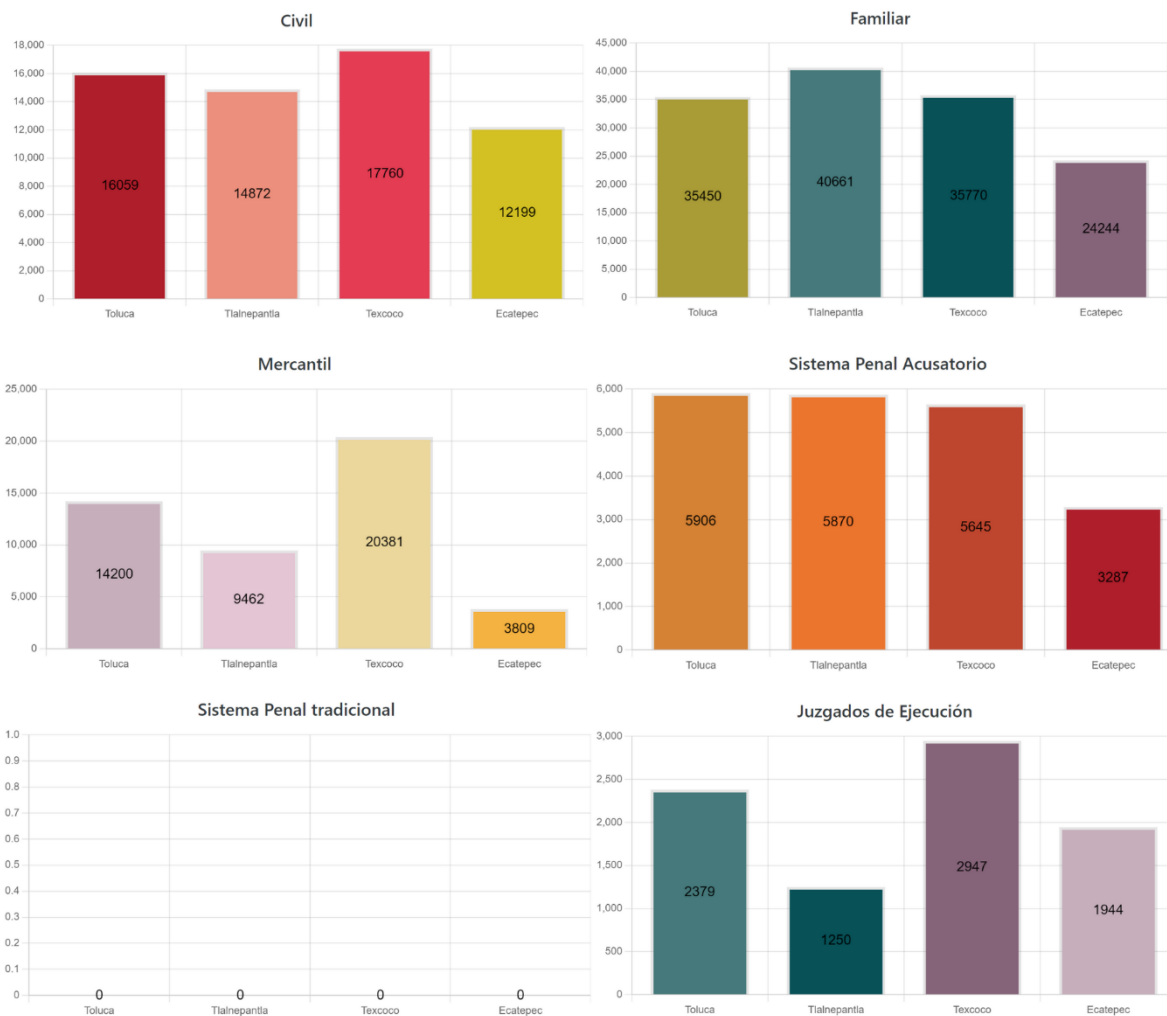 Civil
18,000
16,000
14,000
12,000
10,000
8,000
6,000
4,000
2,000
0
16059
14872
17760
12199
Toluca
Tlalnepantla
Texcoco
Ecatepec
Familiar
45,000
40,000
35,000
30,000
25,000
20,000
15,000
10,000
5,000
0
35450
40661
35770
24244
Toluca
Tlalnepantla
Texcoco
Ecatepec
Mercantil
25,000
20,000
15,000
10,000
5,000
0
14200
9462
20381
3809
Toluca
Tlalnepantla
Texcoco
Ecatepec
Sistema Penal Acusatorio
6,000
5,000
4,000
3,000
2,000
1,000
0
5906
5870
5645
3287
Toluca
Tlalnepantla
Texcoco
Ecatepec
Sistema Penal tradicional
1.0
0.9
0.8
0.7
0.6
0.5
0.4
0.3
0.2
0.1
0
0
0
0
0
Toluca
Tlalnepantla
Texcoco
Ecatepec
Juzgados de Ejecución
3,000
2,500
2,000
1,500
1,000
500
0
2379
1250
2947
1944
Toluca
Tlalnepantla
Texcoco
Ecatepec